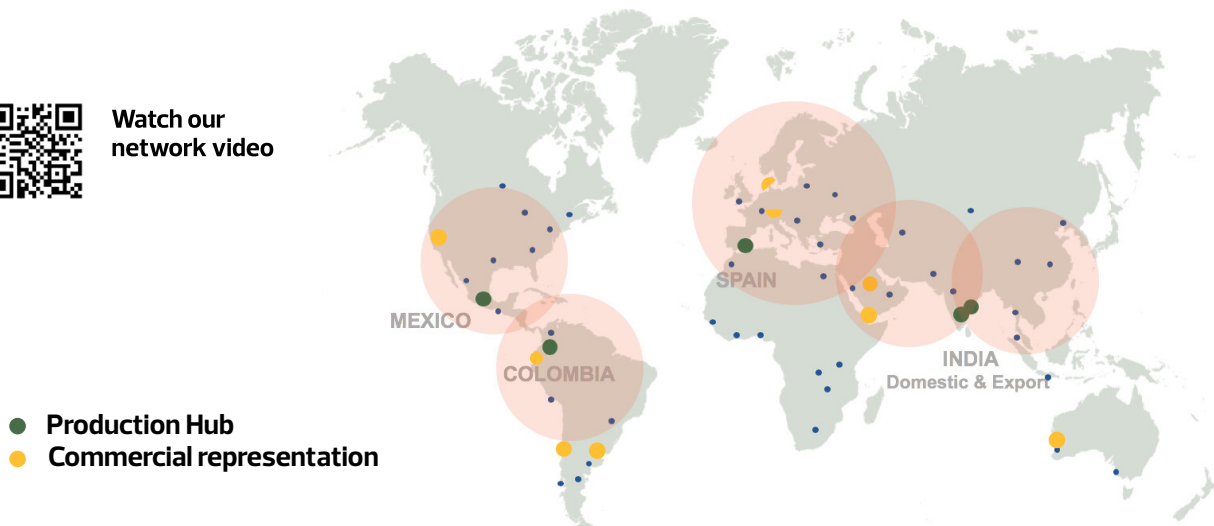 Watch our
network video
MEXICO
SPAIN
COLOMBIA
INDIA
Domestic & Export
Production Hub
Commercial representation